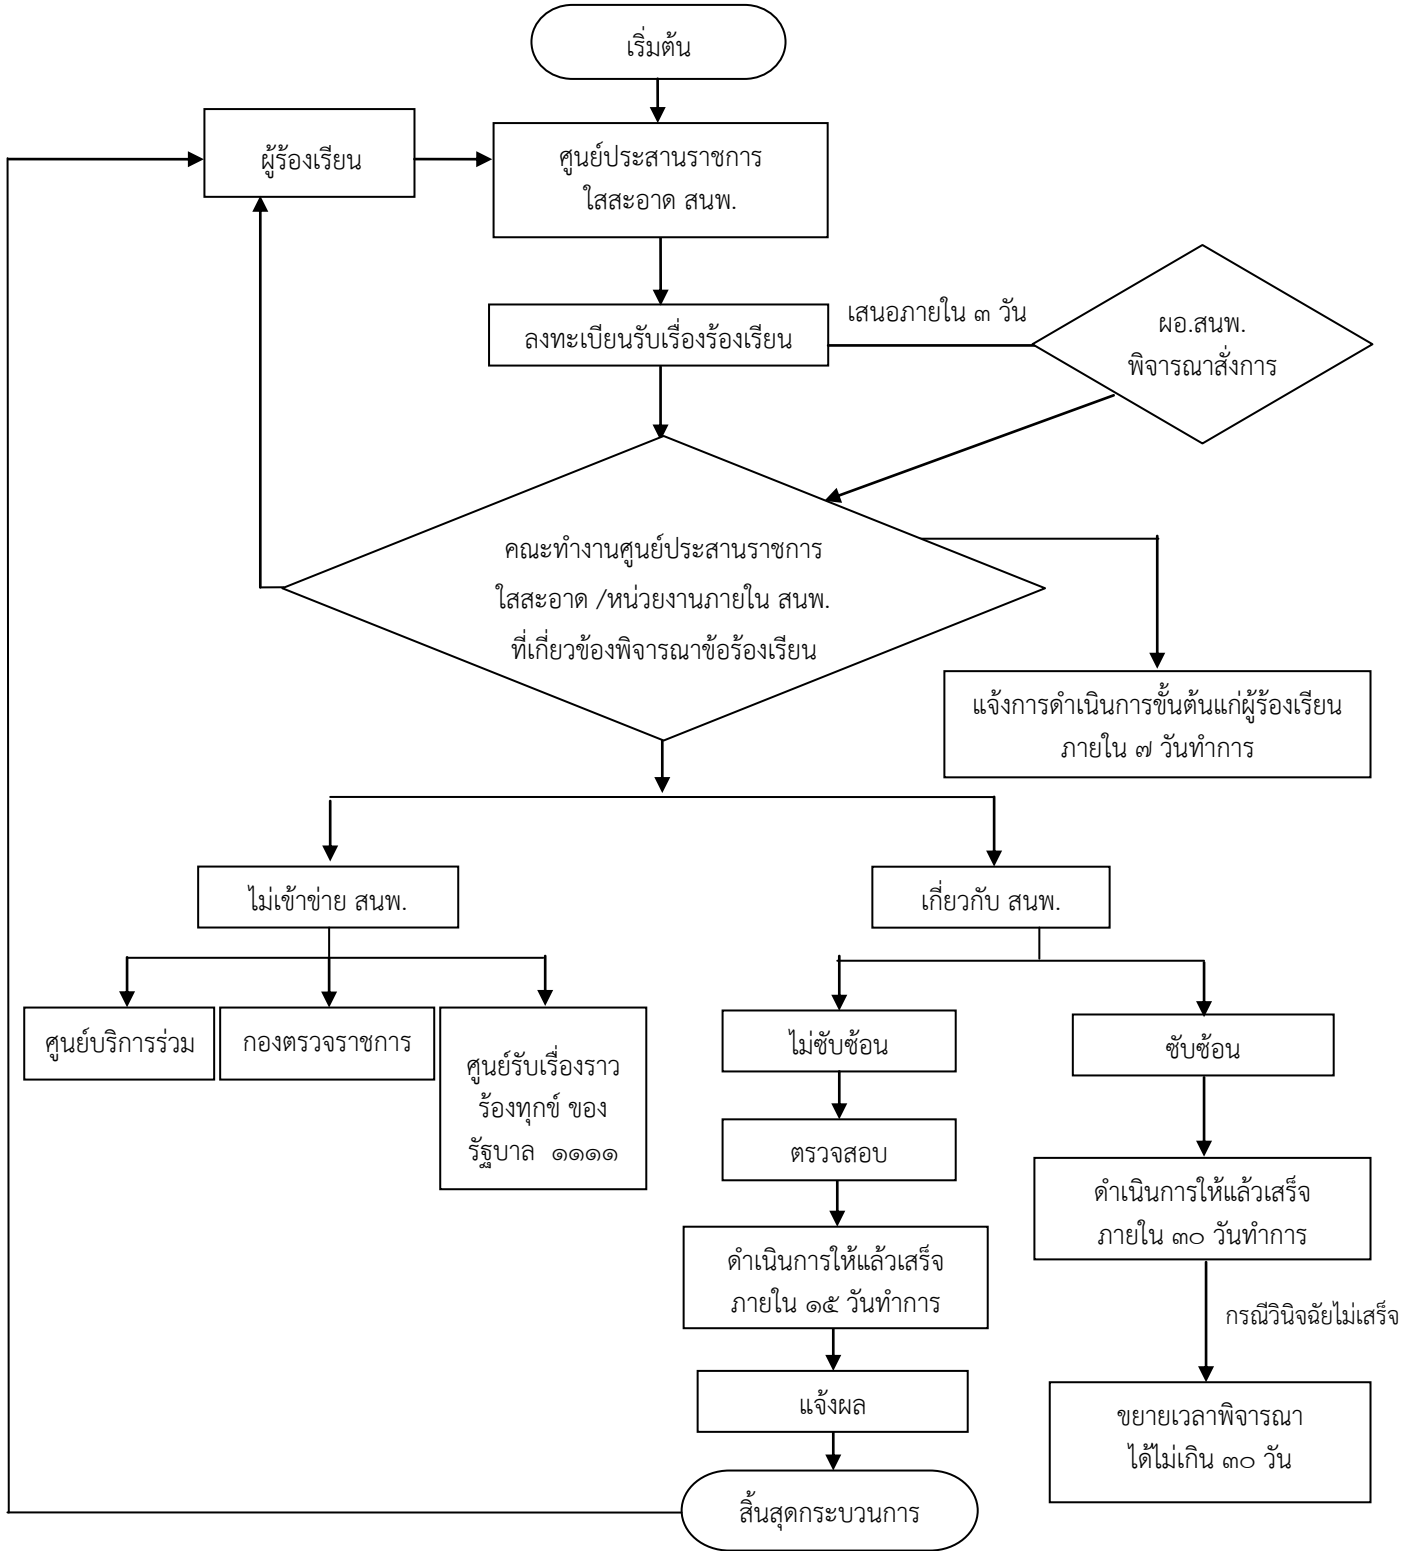 เริ่มต้น
ผู้ร้องเรียน
ศูนย์ประสานราชการ
ใสสะอาด สนพ.
ลงทะเบียนรับเรื่องร้องเรียน
เสนอภายใน ๓ วัน
ผอ.สนพ.
พิจารณาสั่งการ
คณะทำงานศูนย์ประสานราชการ
ใสสะอาด /หน่วยงานภายใน สนพ.
ที่เกี่ยวข้องพิจารณาข้อร้องเรียน
แจ้งการดำเนินการขั้นต้นแก่ผู้ร้องเรียน
ภายใน ๗ วันทำการ
ไม่เข้าข่าย สนพ.
เกี่ยวกับ สนพ.
ศูนย์บริการร่วม
กองตรวจราชการ
ศูนย์รับเรื่องราว
ร้องทุกข์ ของ
รัฐบาล ๑๑๑๑
ไม่ซับซ้อน
ซับซ้อน
ตรวจสอบ
ดำเนินการให้แล้วเสร็จ
ภายใน ๓๐ วันทำการ
ดำเนินการให้แล้วเสร็จ
ภายใน ๑๕ วันทำการ
กรณีวินิจฉัยไม่เสร็จ
แจ้งผล
ขยายเวลาพิจารณา
ได้ไม่เกิน ๓๐ วัน
สิ้นสุดกระบวนการ